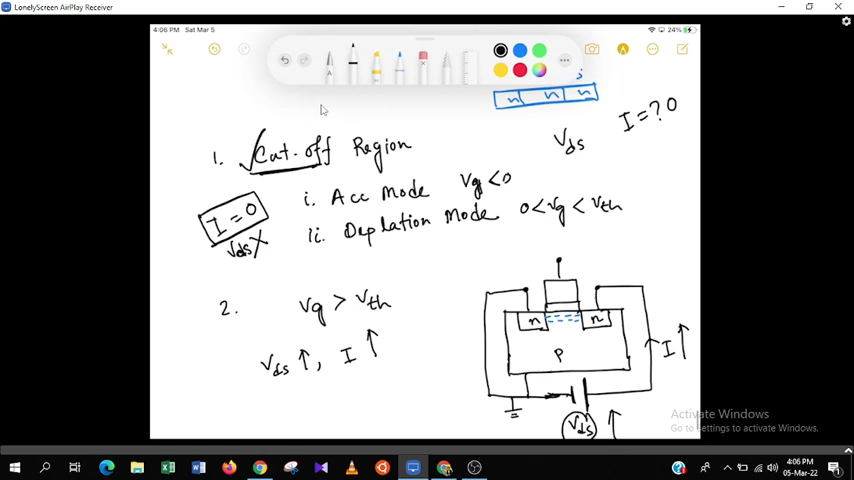 LonelyScreen AirPlay Receiver
4:06 PM Sat Mar 5
24%
A
n n n
I = ? 0
Vds
1. Cut-off Region
i. Acc Mode Vg < 0
I = 0
Vds X
ii. Deplation Mode 0 < Vg < Vth
2. Vg > Vth
n n
P
Vds ↑, I ↑
I ↑
Vds ↑
Activate Windows
Go to Settings to activate Windows.
4:06 PM
05-Mar-22